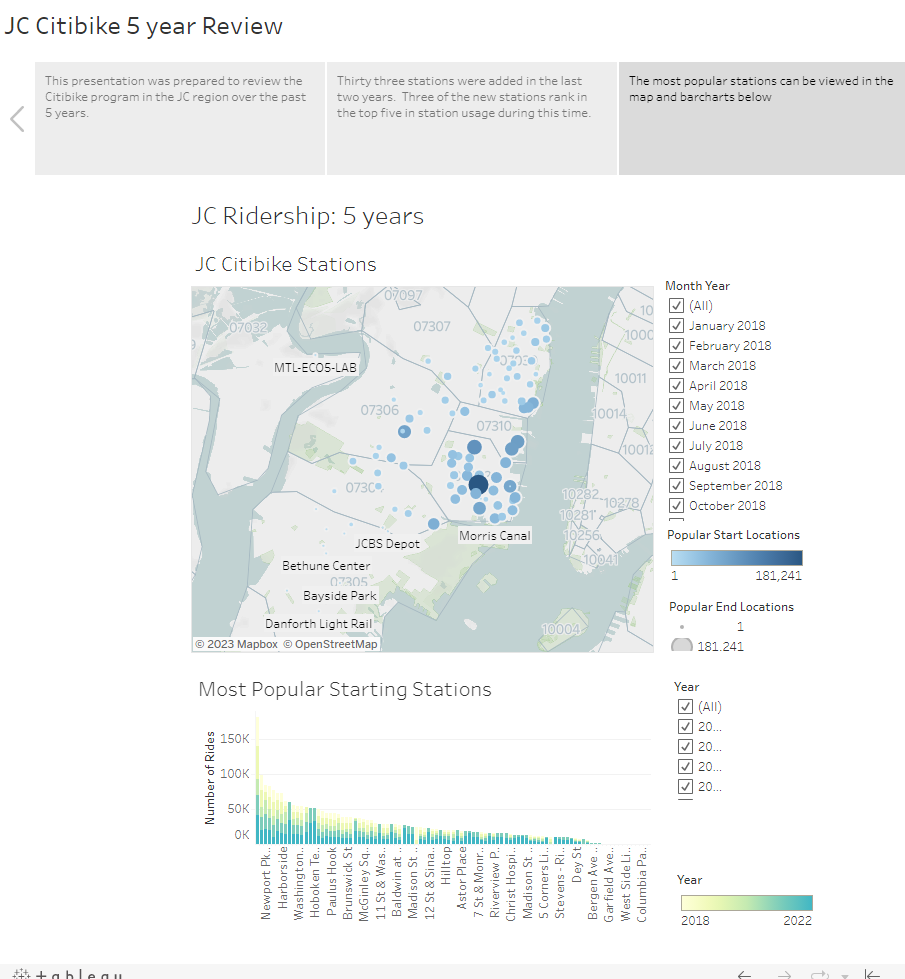 JC Citibike 5 year Review
This presentation was prepared to review the
Citibike program in the JC region over the past
5 years.
Thirty three stations were added in the last
two years. Three of the new stations rank in
the top five in station usage during this time.
The most popular stations can be viewed in the
map and barcharts below
JC Ridership: 5 years
JC Citibike Stations
07097
07032
07307
MTL-ECO5-LAB
07306
07310
10011
10014
10282
10278
10281
10256
10041
10004
JCBS Depot
Morris Canal
Bethune Center
07305
Bayside Park
Danforth Light Rail
© 2023 Mapbox © OpenStreetMap
Month Year
(All)
January 2018
February 2018
March 2018
April 2018
May 2018
June 2018
July 2018
August 2018
September 2018
October 2018
Popular Start Locations
1
181,241
Popular End Locations
1
181,241
Most Popular Starting Stations
Number of Rides
150K
100K
50K
0K
Newport Pk..
Harborside
Washington..
Hoboken Te..
Paulus Hook
Brunswick St
McGinley Sq..
11 St & Was..
Baldwin at ..
Madison St ..
12 St & Sina..
Hilltop
Astor Place
7 St & Monr..
Riverview P..
Christ Hospi..
Madison St ..
5 Corners Li..
Stevens - Ri..
Dey St
Bergen Ave ..
Garfield Ave..
West Side Li..
Columbia Pa..
Year
(All)
20...
20...
20...
20...
Year
2018
2022
+ableau